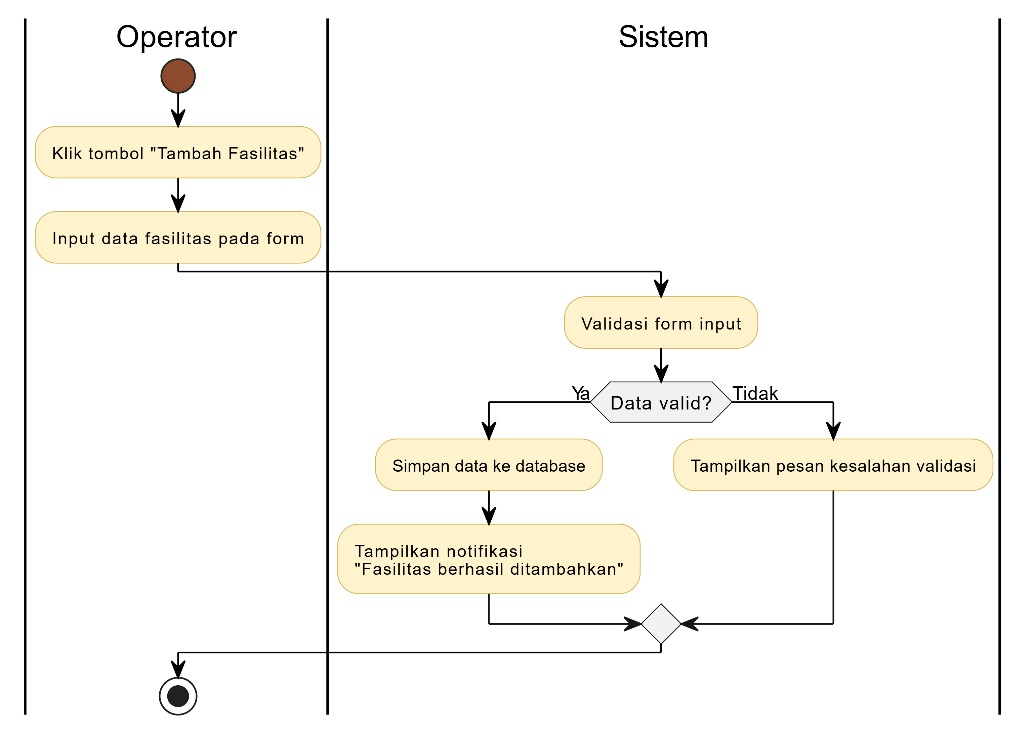 Operator
Sistem
Klik tombol "Tambah Fasilitas"
Input data fasilitas pada form
Validasi form input
Ya
Data valid?
Tidak
Simpan data ke database
Tampilkan pesan kesalahan validasi
Tampilkan notifikasi
"Fasilitas berhasil ditambahkan"